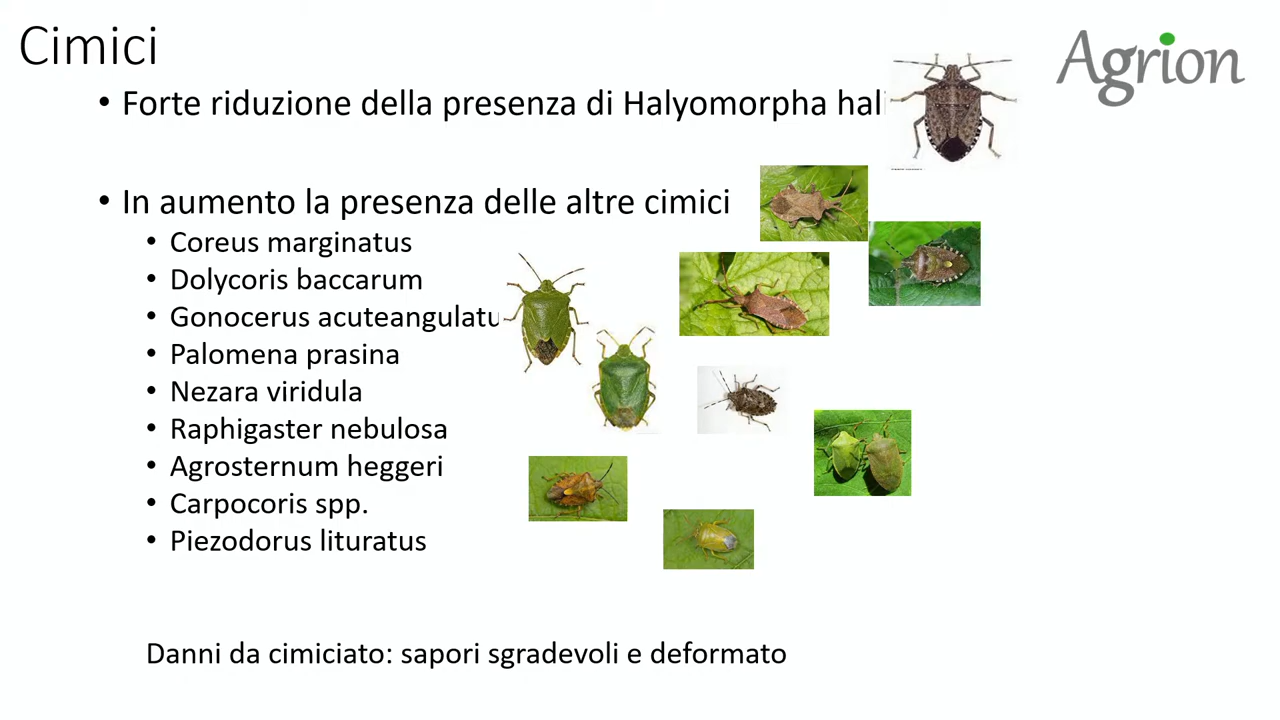 Cimici
Agrion
• Forte riduzione della presenza di Halyomorpha hali
• In aumento la presenza delle altre cimici
• Coreus marginatus
• Dolycoris baccarum
• Gonocerus acuteangulatu
• Palomena prasina
• Nezara viridula
• Raphigaster nebulosa
• Agrosternum heggeri
• Carpocoris spp.
• Piezodorus lituratus
Danni da cimiciato: sapori sgradevoli e deformato